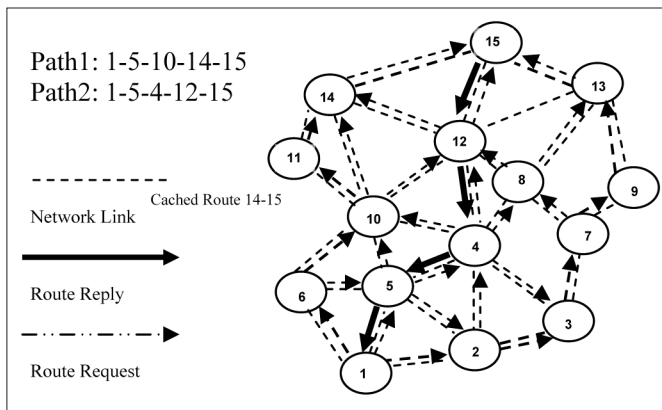 Path1: 1-5-10-14-15
Path2: 1-5-4-12-15
15
13
14
12
11
8
9
Cached Route 14-15
Network Link
10
7
4
5
6
Route Reply
3
2
1
Route Request